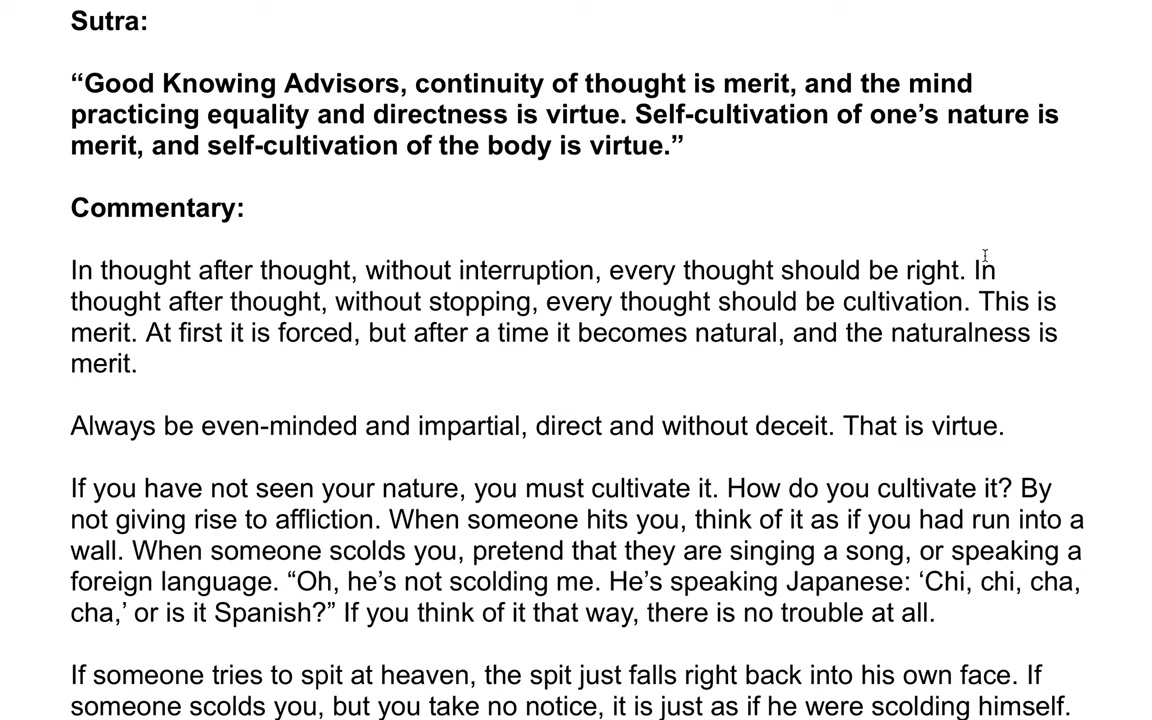 Sutra:
“Good Knowing Advisors, continuity of thought is merit, and the mind
practicing equality and directness is virtue. Self-cultivation of one’s nature is
merit, and self-cultivation of the body is virtue.”
Commentary:
In thought after thought, without interruption, every thought should be right. In
thought after thought, without stopping, every thought should be cultivation. This is
merit. At first it is forced, but after a time it becomes natural, and the naturalness is
merit.
Always be even-minded and impartial, direct and without deceit. That is virtue.
If you have not seen your nature, you must cultivate it. How do you cultivate it? By
not giving rise to affliction. When someone hits you, think of it as if you had run into a
wall. When someone scolds you, pretend that they are singing a song, or speaking a
foreign language. “Oh, he’s not scolding me. He’s speaking Japanese: ‘Chi, chi, cha,
cha,’ or is it Spanish?” If you think of it that way, there is no trouble at all.
If someone tries to spit at heaven, the spit just falls right back into his own face. If
someone scolds you, but you take no notice, it is just as if he were scolding himself.